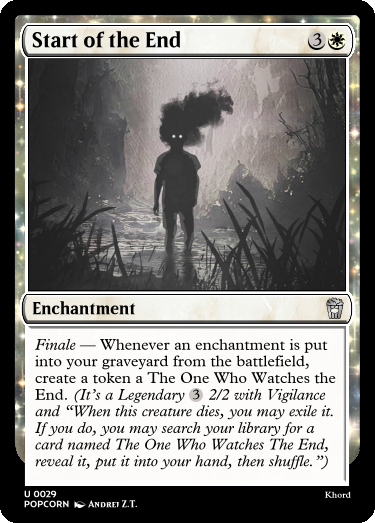 Start of the End 3
Enchantment
Finale — Whenever an enchantment is put
into your graveyard from the battlefield,
create a token a The One Who Watches the
End. (It's a Legendary 3 2/2 with Vigilance
and “When this creature dies, you may exile it.
If you do, you may search your library for a
card named The One Who Watches The End,
reveal it, put it into your hand, then shuffle.”)
U 0029
POPCORN Andrei Z.T.
Khord